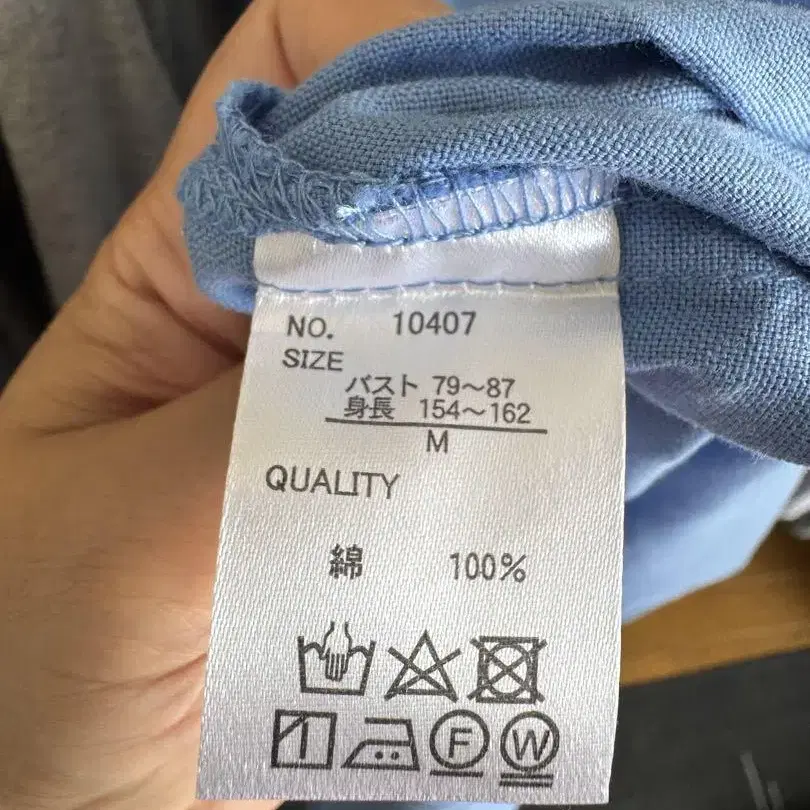 NO. 10407
SIZE
バスト 79～87
身長 154～162
M
QUALITY
綿 100%
F W